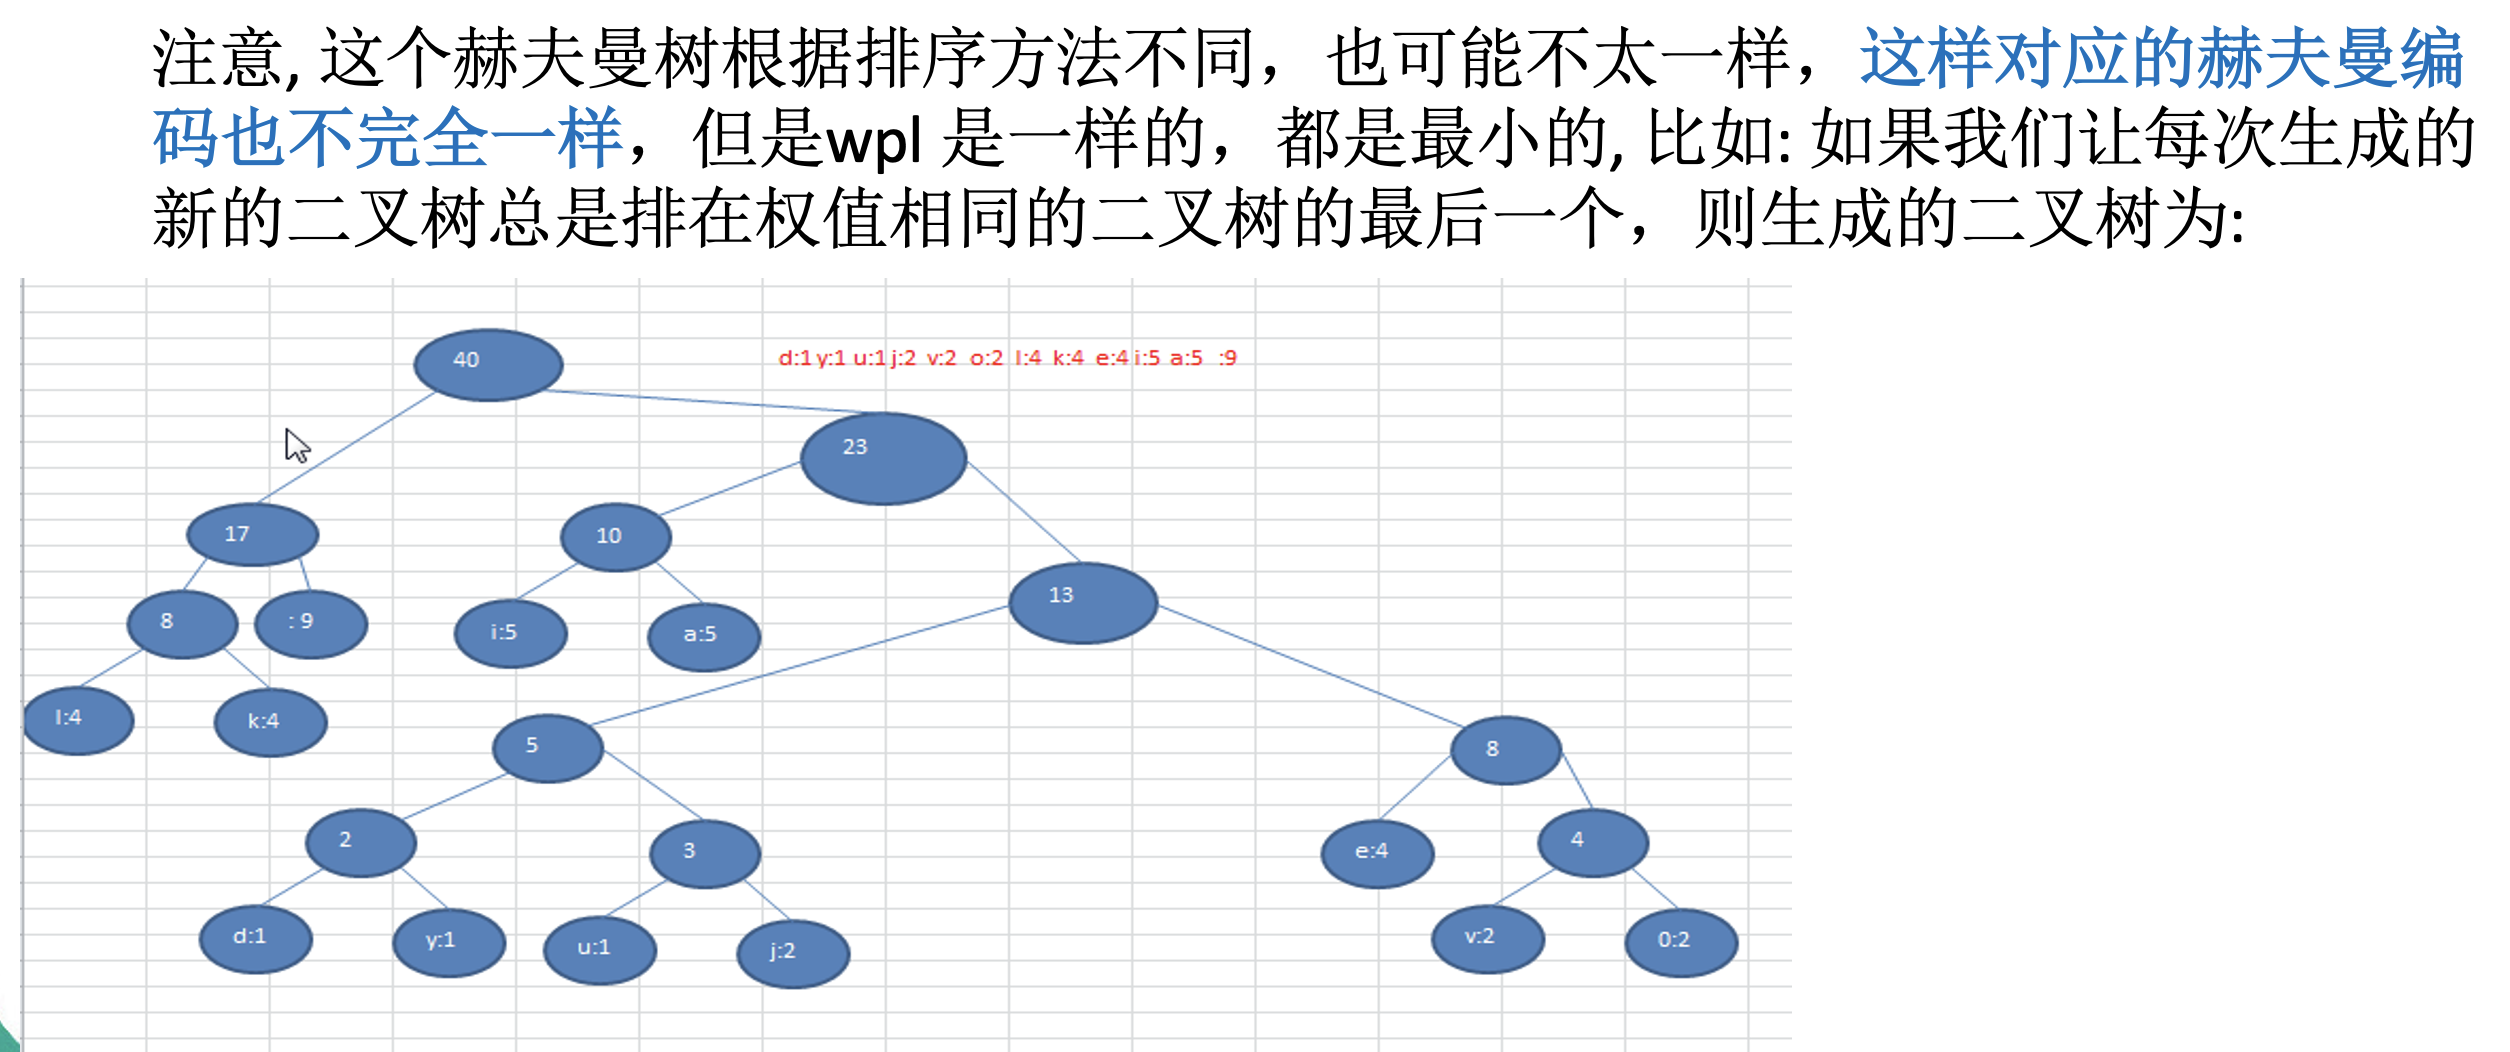 注意,这个赫夫曼树根据排序方法不同，也可能不太一样，这样对应的赫夫曼编
码也不完全一样，但是wpl 是一样的，都是最小的, 比如: 如果我们让每次生成的
新的二叉树总是排在权值相同的二叉树的最后一个，则生成的二叉树为:
40
d:1 y:1 u:1 j:2 v:2 o:2 l:4 k:4 e:4 i:5 a:5 :9
23
17
10
13
8
: 9
i:5
a:5
l:4
k:4
5
8
2
3
e:4
4
d:1
y:1
u:1
j:2
v:2
0:2